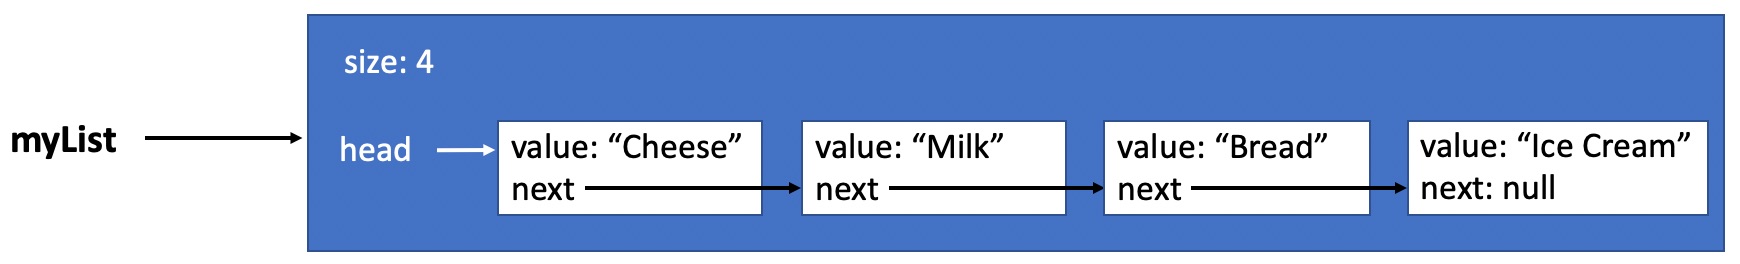 size: 4
myList
head
value: “Cheese”
next
value: “Milk”
next
value: “Bread”
next
value: “Ice Cream”
next: null